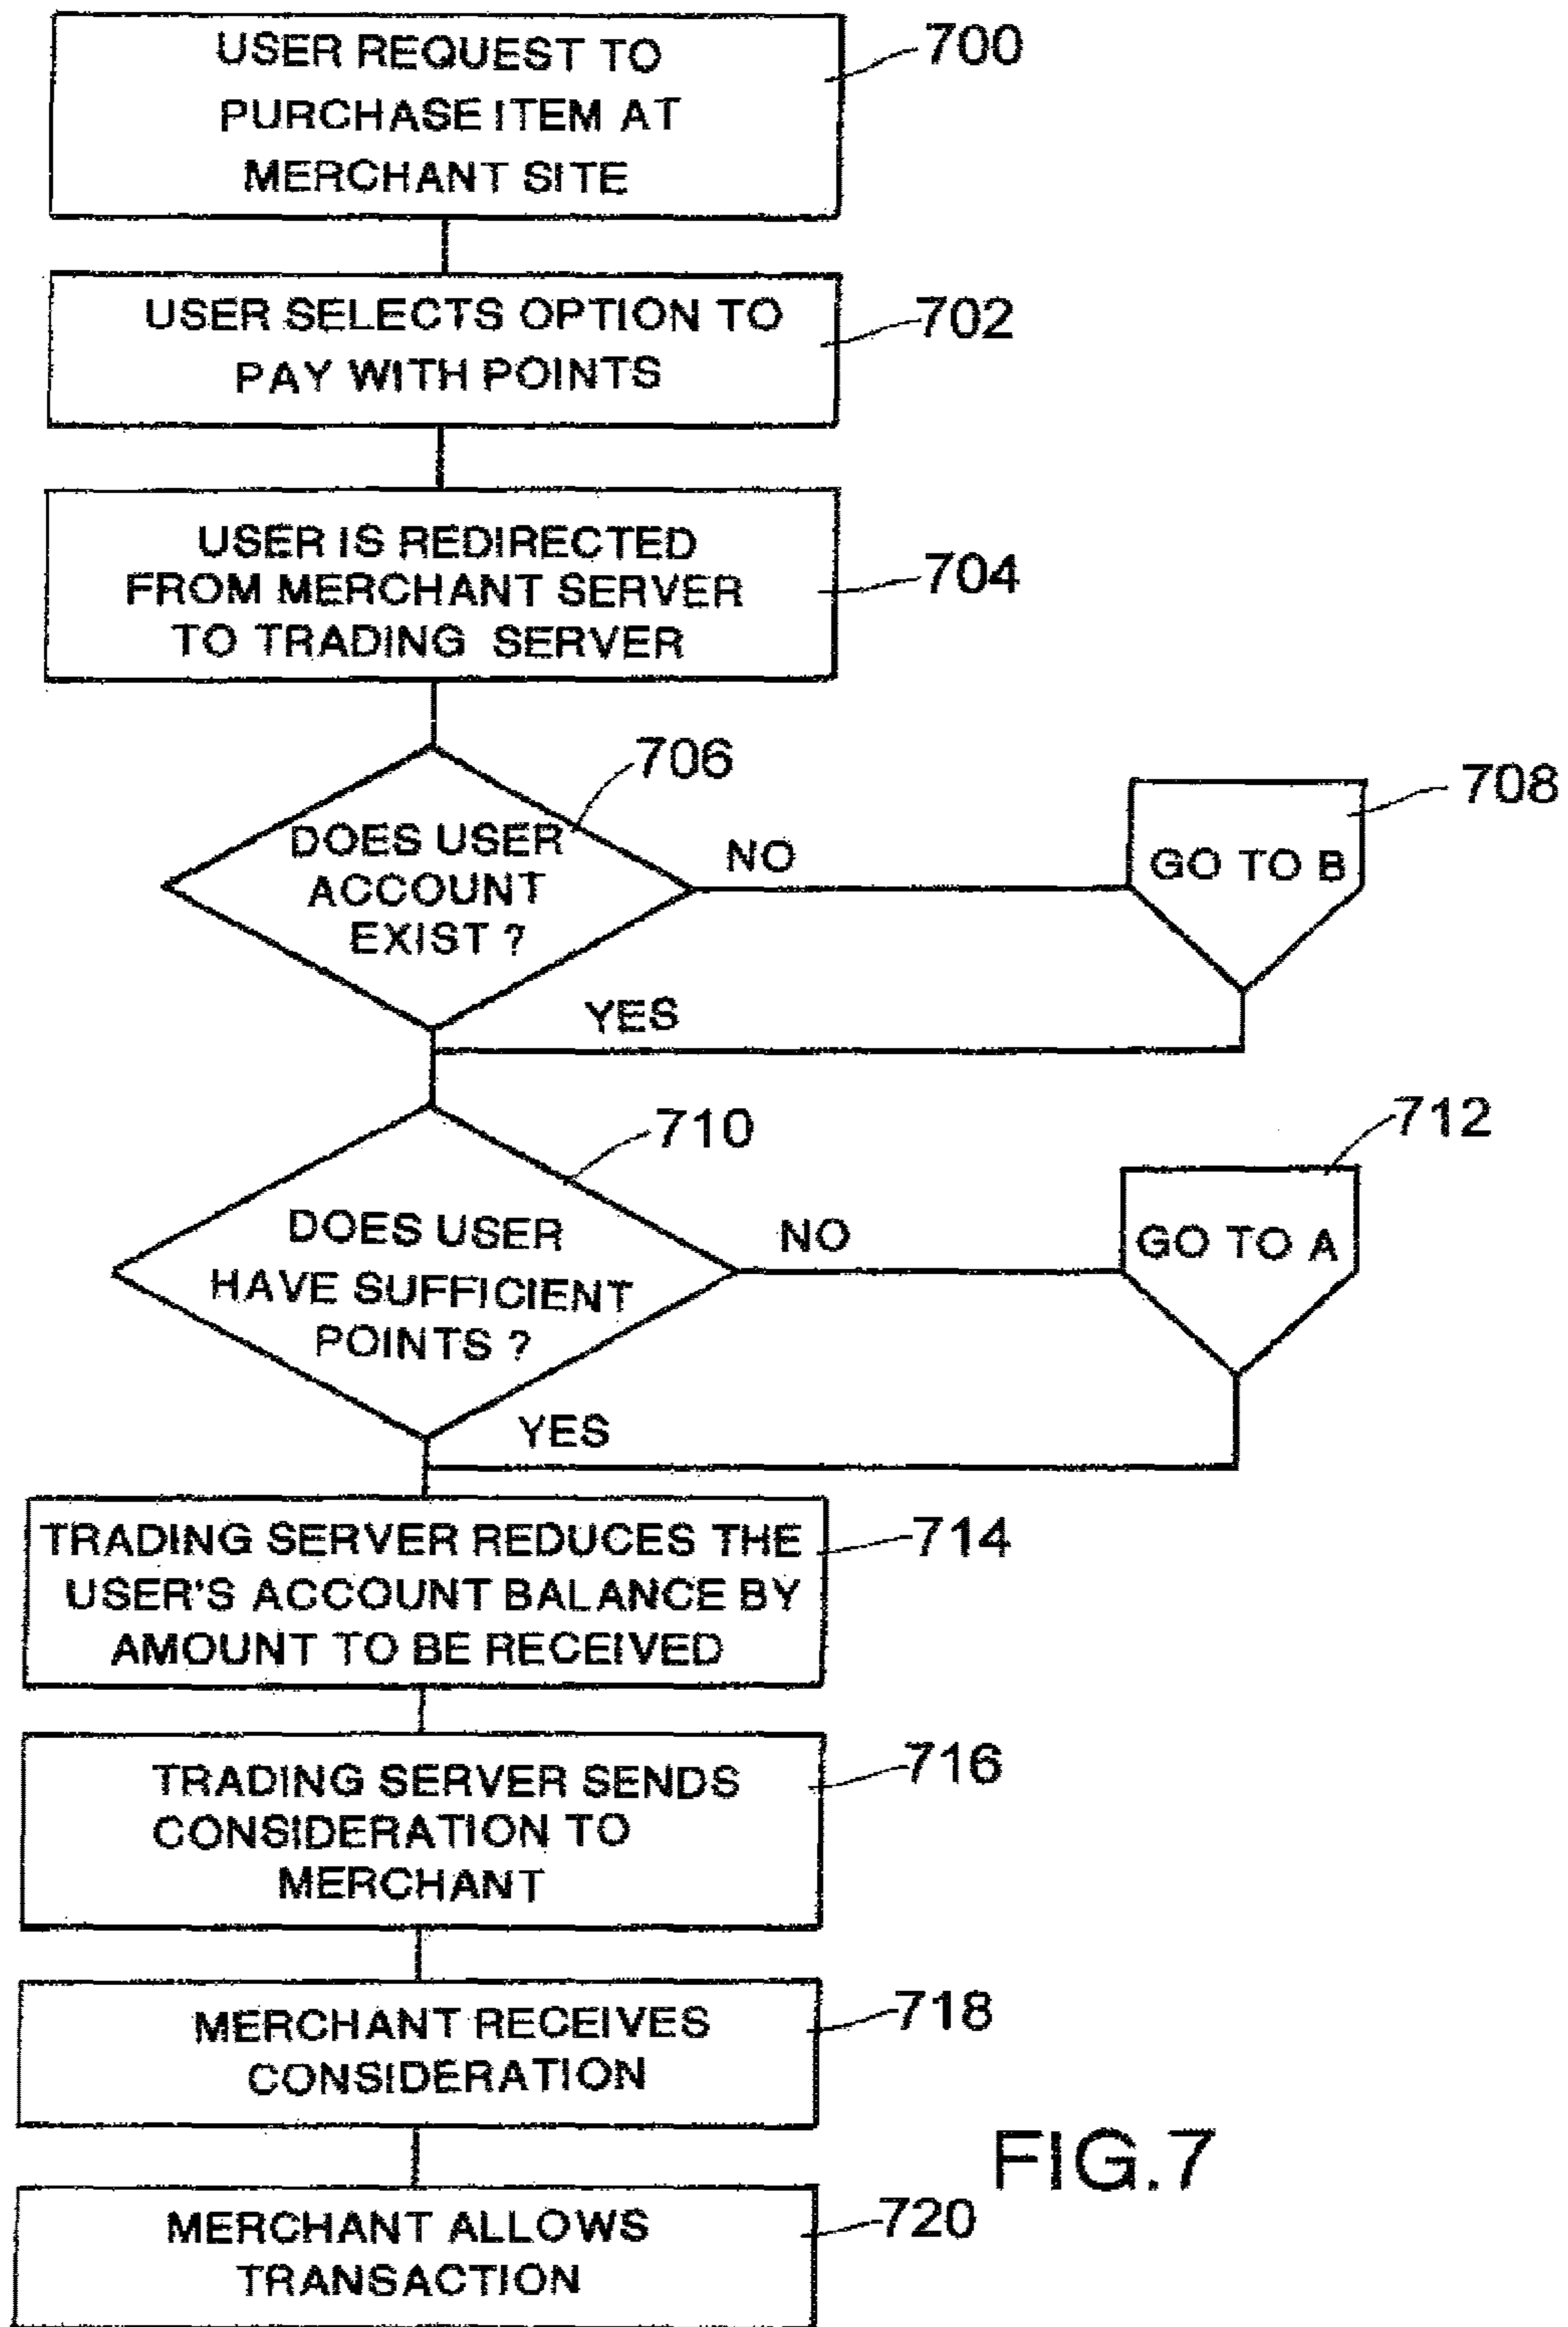 USER REQUEST TO
PURCHASE ITEM AT
MERCHANT SITE
700
USER SELECTS OPTION TO
PAY WITH POINTS
702
USER IS REDIRECTED
FROM MERCHANT SERVER
TO TRADING SERVER
704
706
DOES USER
ACCOUNT
EXIST ?
NO
708
GO TO B
YES
710
DOES USER
HAVE SUFFICIENT
POINTS ?
NO
712
GO TO A
YES
TRADING SERVER REDUCES THE
USER'S ACCOUNT BALANCE BY
AMOUNT TO BE RECEIVED
714
TRADING SERVER SENDS
CONSIDERATION TO
MERCHANT
716
MERCHANT RECEIVES
CONSIDERATION
718
MERCHANT ALLOWS
TRANSACTION
720
FIG.7